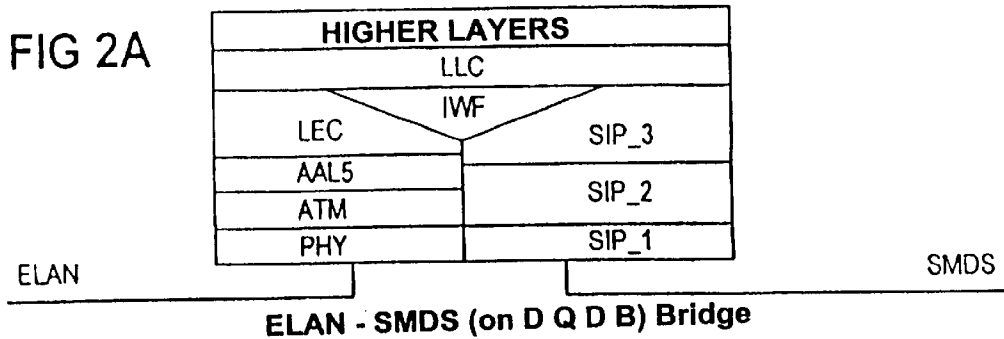 FIG 2A
HIGHER LAYERS
LLC
IWF
LEC
SIP_3
AAL5
SIP_2
ATM
PHY
SIP_1
ELAN
SMDS
ELAN - SMDS (on D Q D B) Bridge